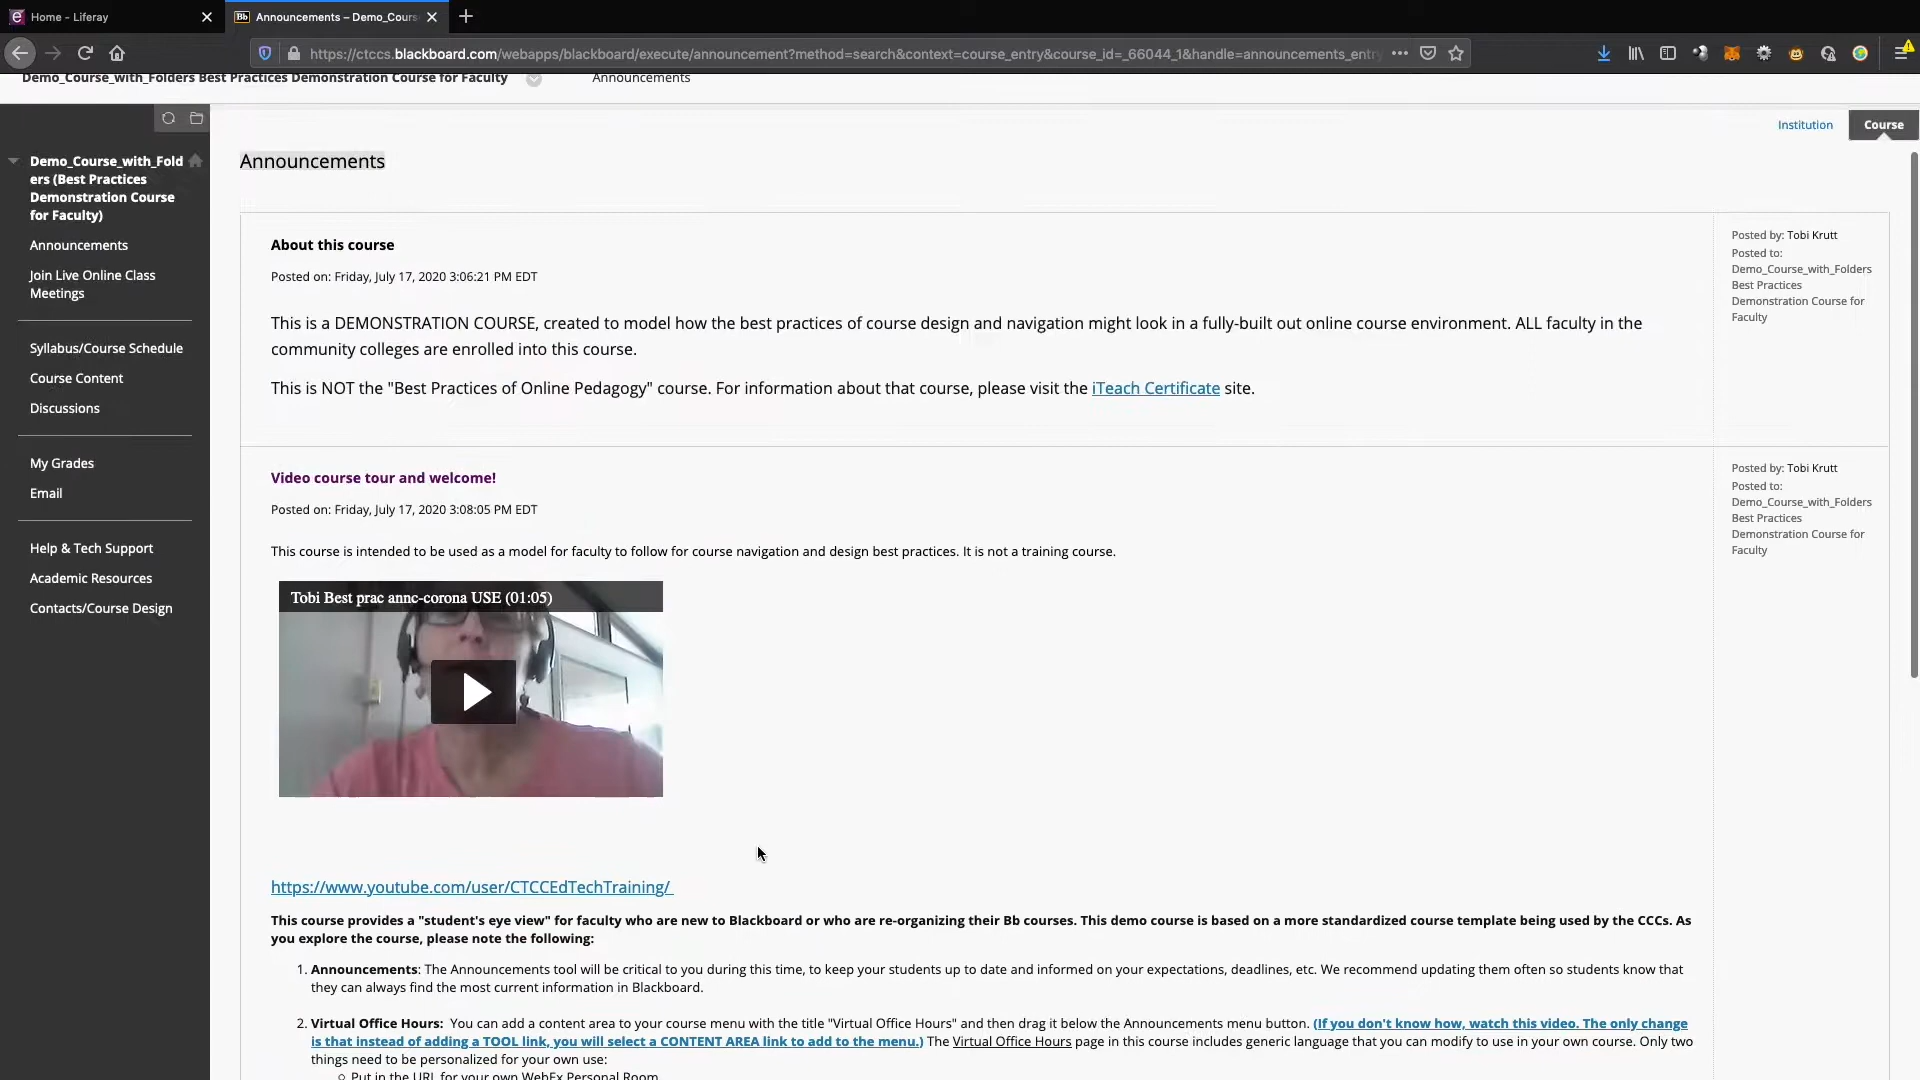 Home - Liferay
Bb Announcements – Demo_Cours
https://ctccs.blackboard.com/webapps/blackboard/execute/announcement?method=search&context=course_entry&course_id=_66044_1&handle=announcements_entry
Demo_Course_with_Folders Best Practices Demonstration Course for Faculty
Announcements
Institution
Course
Demo_Course_with_Fold
ers (Best Practices
Demonstration Course
for Faculty)
Announcements
Join Live Online Class
Meetings
Syllabus/Course Schedule
Course Content
Discussions
My Grades
Email
Help & Tech Support
Academic Resources
Contacts/Course Design
Announcements
About this course
Posted on: Friday, July 17, 2020 3:06:21 PM EDT
This is a DEMONSTRATION COURSE, created to model how the best practices of course design and navigation might look in a fully-built out online course environment. ALL faculty in the
community colleges are enrolled into this course.
This is NOT the "Best Practices of Online Pedagogy" course. For information about that course, please visit the iTeach Certificate site.
Posted by: Tobi Krutt
Posted to:
Demo_Course_with_Folders
Best Practices
Demonstration Course for
Faculty
Video course tour and welcome!
Posted on: Friday, July 17, 2020 3:08:05 PM EDT
This course is intended to be used as a model for faculty to follow for course navigation and design best practices. It is not a training course.
Tobi Best prac annc-corona USE (01:05)
Posted by: Tobi Krutt
Posted to:
Demo_Course_with_Folders
Best Practices
Demonstration Course for
Faculty
https://www.youtube.com/user/CTCCEdTechTraining/
This course provides a "student's eye view" for faculty who are new to Blackboard or who are re-organizing their Bb courses. This demo course is based on a more standardized course template being used by the CCCs. As
you explore the course, please note the following:
1. Announcements: The Announcements tool will be critical to you during this time, to keep your students up to date and informed on your expectations, deadlines, etc. We recommend updating them often so students know that
they can always find the most current information in Blackboard.
2. Virtual Office Hours: You can add a content area to your course menu with the title "Virtual Office Hours" and then drag it below the Announcements menu button. (If you don't know how, watch this video. The only change
is that instead of adding a TOOL link, you will select a CONTENT AREA link to add to the menu.) The Virtual Office Hours page in this course includes generic language that you can modify to use in your own course. Only two
things need to be personalized for your own use:
Put in the URL for your own WebEx Personal Room